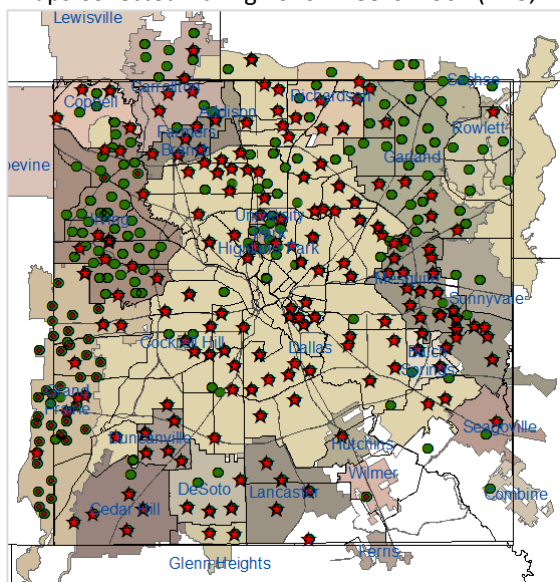 Lewisville
Sachse
Coppell
Carrollton
Richardson
Addison
Rowlett
Farmers
Branch
Garland
Irving
University
Park
Highland Park
Mesquite
Sunnyvale
Cockrell Hill
Dallas
Balch
Springs
Grand
Prairie
Seagoville
Duncanville
Hutchins
Wilmer
DeSoto
Lancaster
Combine
Cedar Hill
Ferris
Glenn Heights